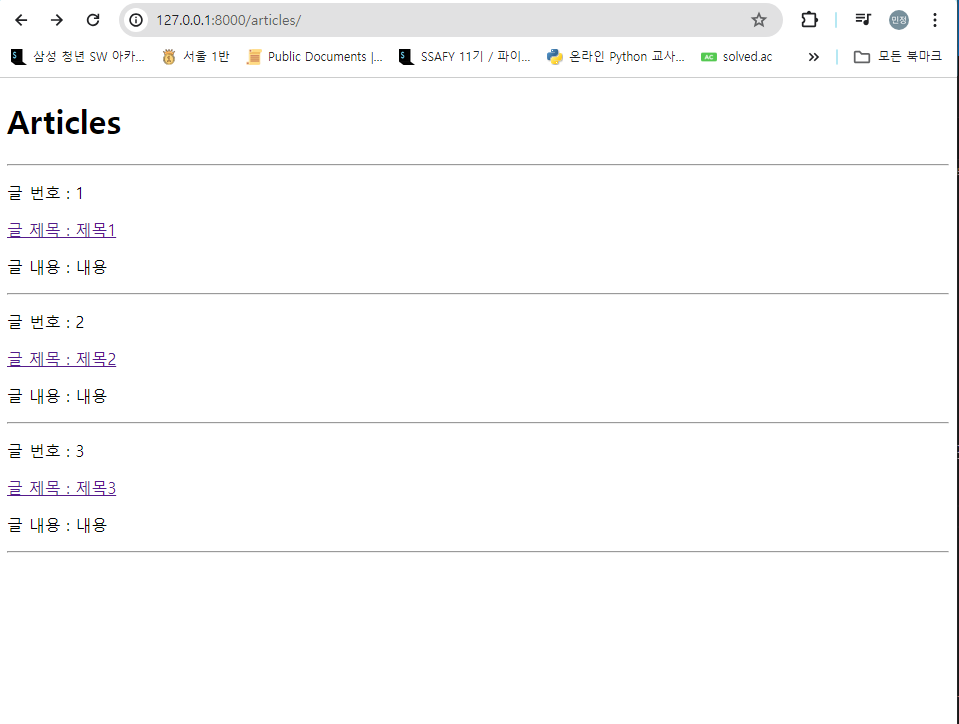 127.0.0.1:8000/articles/
민정
삼성 청년 SW 아카... 서울 1반 Public Documents |... SSAFY 11기 / 파이... 온라인 Python 교사... AC solved.ac » 모든 북마크
Articles
글 번호 : 1
글 제목 : 제목1
글 내용 : 내용
글 번호 : 2
글 제목 : 제목2
글 내용 : 내용
글 번호 : 3
글 제목 : 제목3
글 내용 : 내용